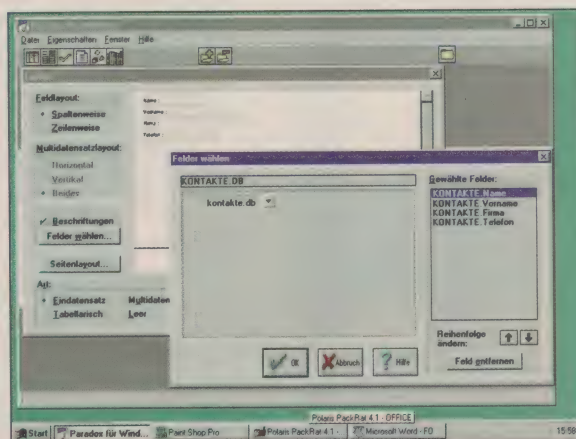 Datei Eigenschaften Fenster Hilfe
Feldlayout:
Spaltenweise
Zeilenweise
Multidatensatzlayout:
Horizontal
Vertikal
Beides
Beschriftungen
Felder wählen...
Seitenlayout...
Art:
Eindatensatz
Tabellarisch
Multidaten
Leer
Name :
Vorname :
Firma :
Telefon :
Felder wählen
KONTAKTE.DB
kontakte.db
Gewählte Felder:
KONTAKTE.Name
KONTAKTE.Vorname
KONTAKTE.Firma
KONTAKTE.Telefon
Reihenfolge
ändern:
Feld entfernen
OK
Abbruch
Hilfe
Polaris PackRat 4.1 - OFFICE
Start
Paradox für Wind...
Paint Shop Pro
Polaris PackRat 4.1 -
Microsoft Word - FO
15:58